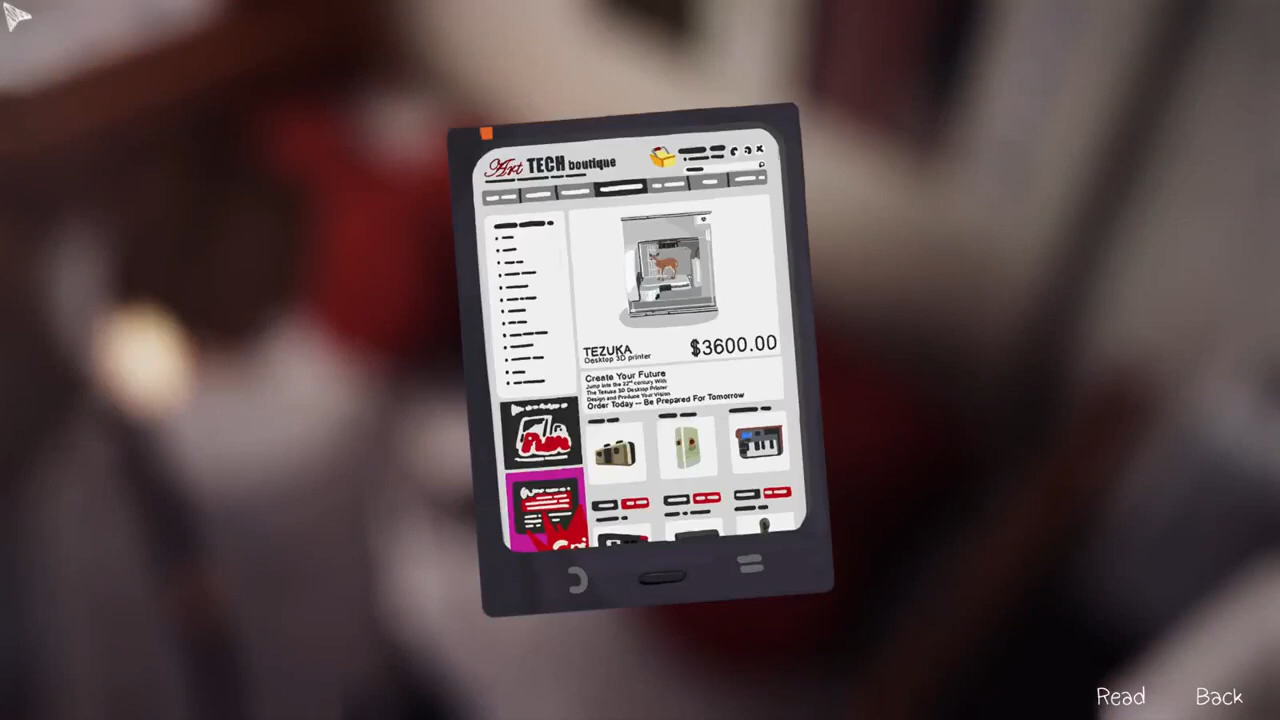 Art TECH boutique
TEZUKA
Desktop 3D printer
$3600.00
Create Your Future
Jump into the 22nd century With
The Tezuka 3D Desktop Printer
Design and Produce Your Vision
Order Today -- Be Prepared For Tomorrow
Read
Back